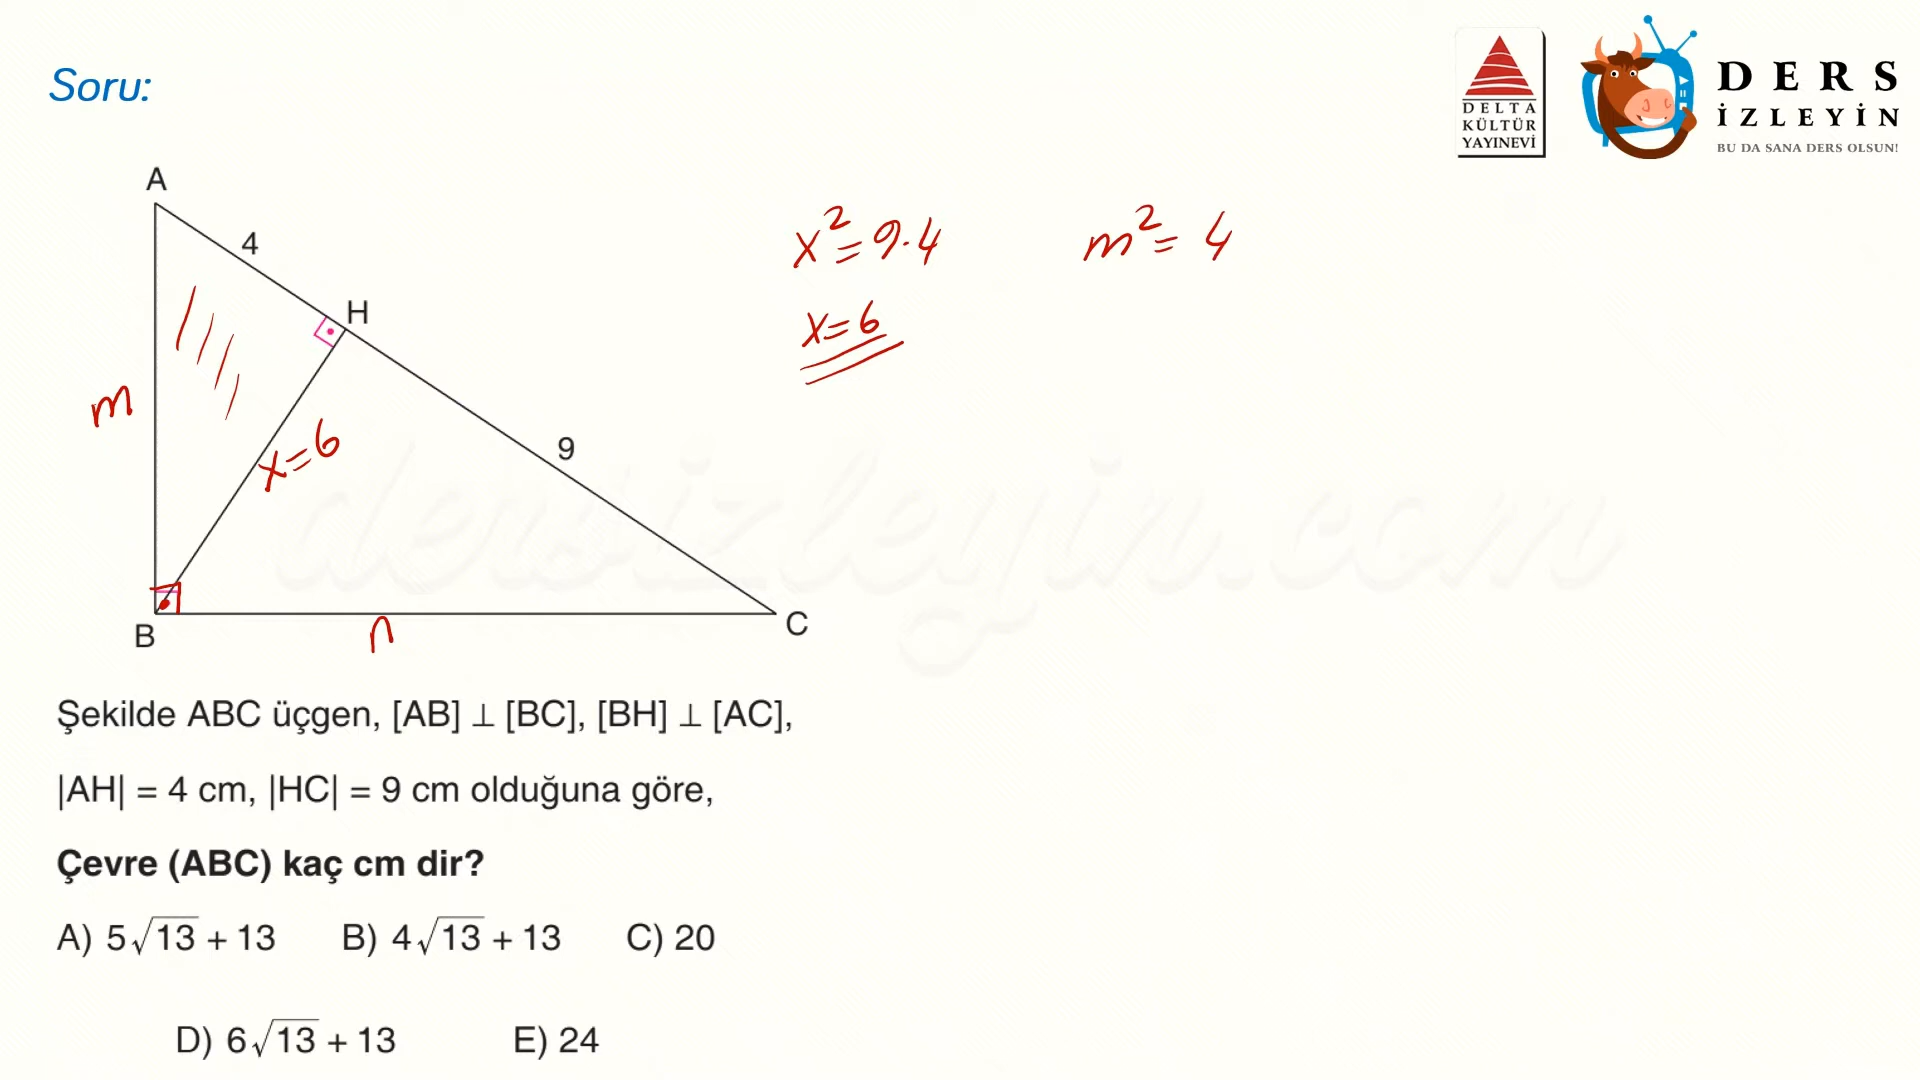 Soru:
DELTA
KÜLTÜR
YAYINEVİ
DERS
İZLEYİN
BU DA SANA DERS OLSUN!
A
4
H
m
x=6
9
B
n
C
x²=9.4
x=6
m²= 4
dersizleyin.com
Şekilde ABC üçgen, [AB] ⊥ [BC], [BH] ⊥ [AC],
|AH| = 4 cm, |HC| = 9 cm olduğuna göre,
Çevre (ABC) kaç cm dir?
A) 5√13 + 13 B) 4√13 + 13 C) 20
D) 6√13 + 13 E) 24